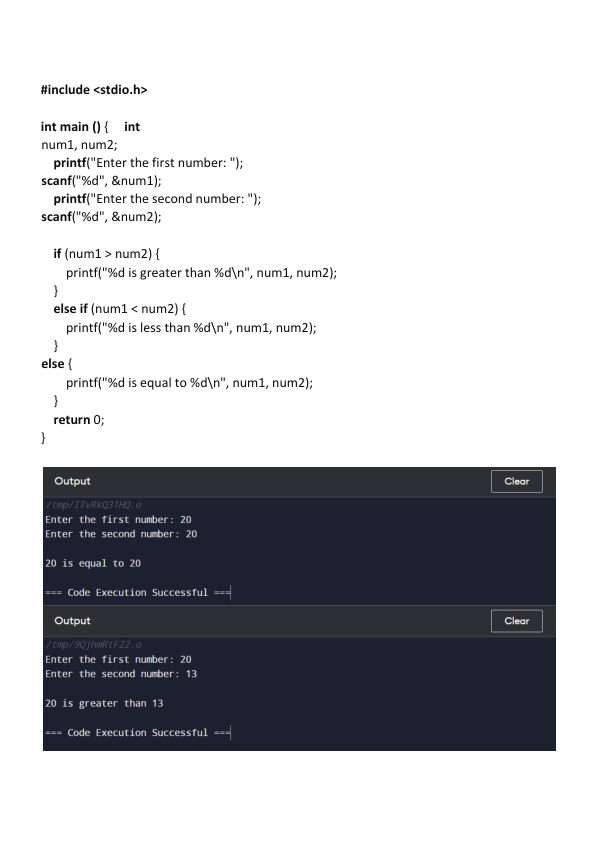 #include <stdio.h>
int main () {    int
num1, num2;
printf("Enter the first number: ");
scanf("%d", &num1);
printf("Enter the second number: ");
scanf("%d", &num2);
if (num1 > num2) {
printf("%d is greater than %d\n", num1, num2);
}
else if (num1 < num2) {
printf("%d is less than %d\n", num1, num2);
}
else {
printf("%d is equal to %d\n", num1, num2);
}
return 0;
}
Output Clear
/tmp/ITvRkQ31HQ.o
Enter the first number: 20
Enter the second number: 20
20 is equal to 20
=== Code Execution Successful ===
Output Clear
/tmp/9QjhmRtF22.o
Enter the first number: 20
Enter the second number: 13
20 is greater than 13
=== Code Execution Successful ===